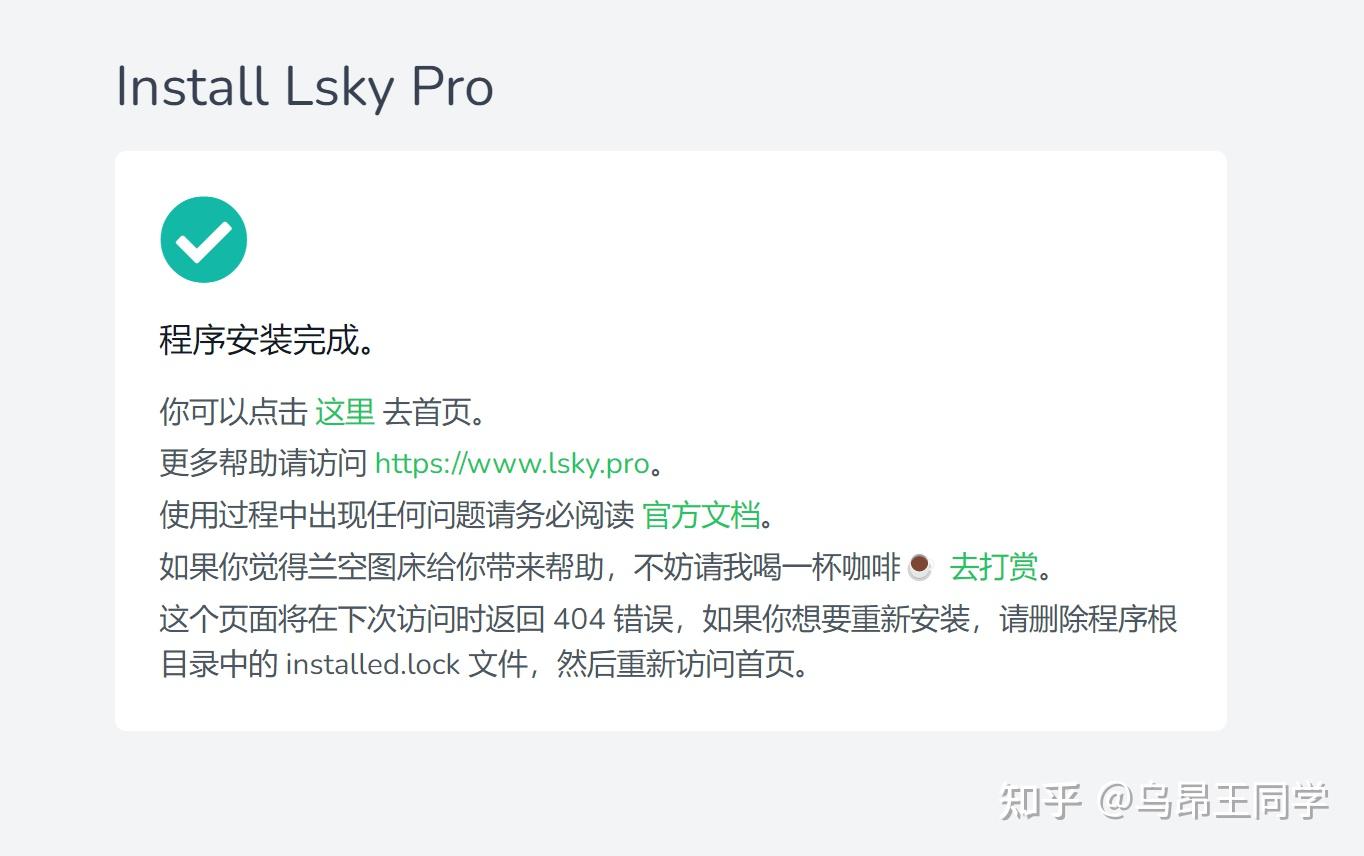 Install Lsky Pro
程序安装完成。
你可以点击 这里 去首页。
更多帮助请访问 https://www.lsky.pro。
使用过程中出现任何问题请务必阅读 官方文档。
如果你觉得兰空图床给你带来帮助，不妨请我喝一杯咖啡☕ 去打赏。
这个页面将在下次访问时返回 404 错误，如果你想要重新安装，请删除程序根
目录中的 installed.lock 文件，然后重新访问首页。
知乎 @乌昂王同学